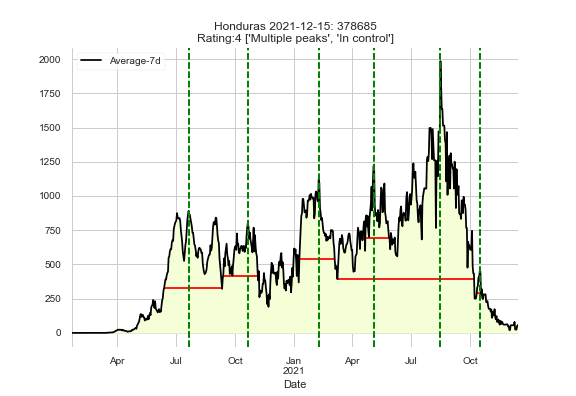 Honduras 2021-12-15: 378685
Rating:4 ['Multiple peaks', 'In control']
Average-7d
2000
1750
1500
1250
1000
750
500
250
0
Apr Jul Oct Jan Apr Jul Oct
2021
Date